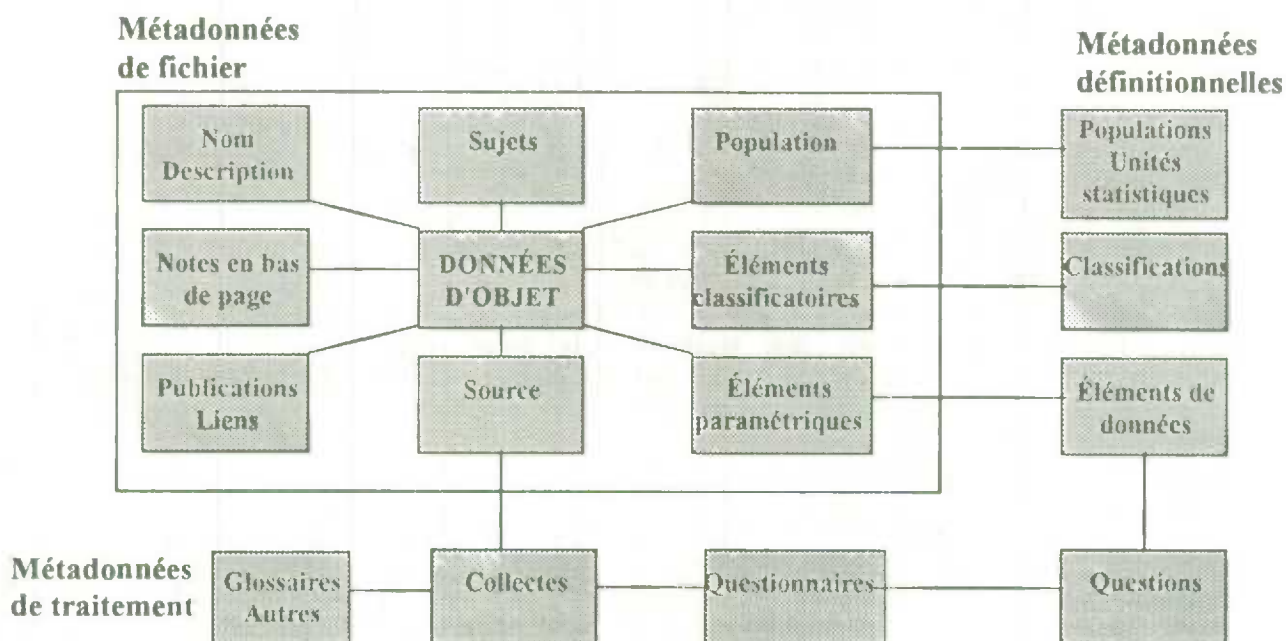 Métadonnées
de fichier
Métadonnées
définitionnelles
Nom
Description
Sujets
Population
Populations
Unités
statistiques
Notes en bas
de page
DONNÉES
D'OBJET
Éléments
classificatoires
Classifications
Publications
Liens
Source
Éléments
paramétriques
Éléments de
données
Métadonnées
de traitement
Glossaires
Autres
Collectes
Questionnaires
Questions